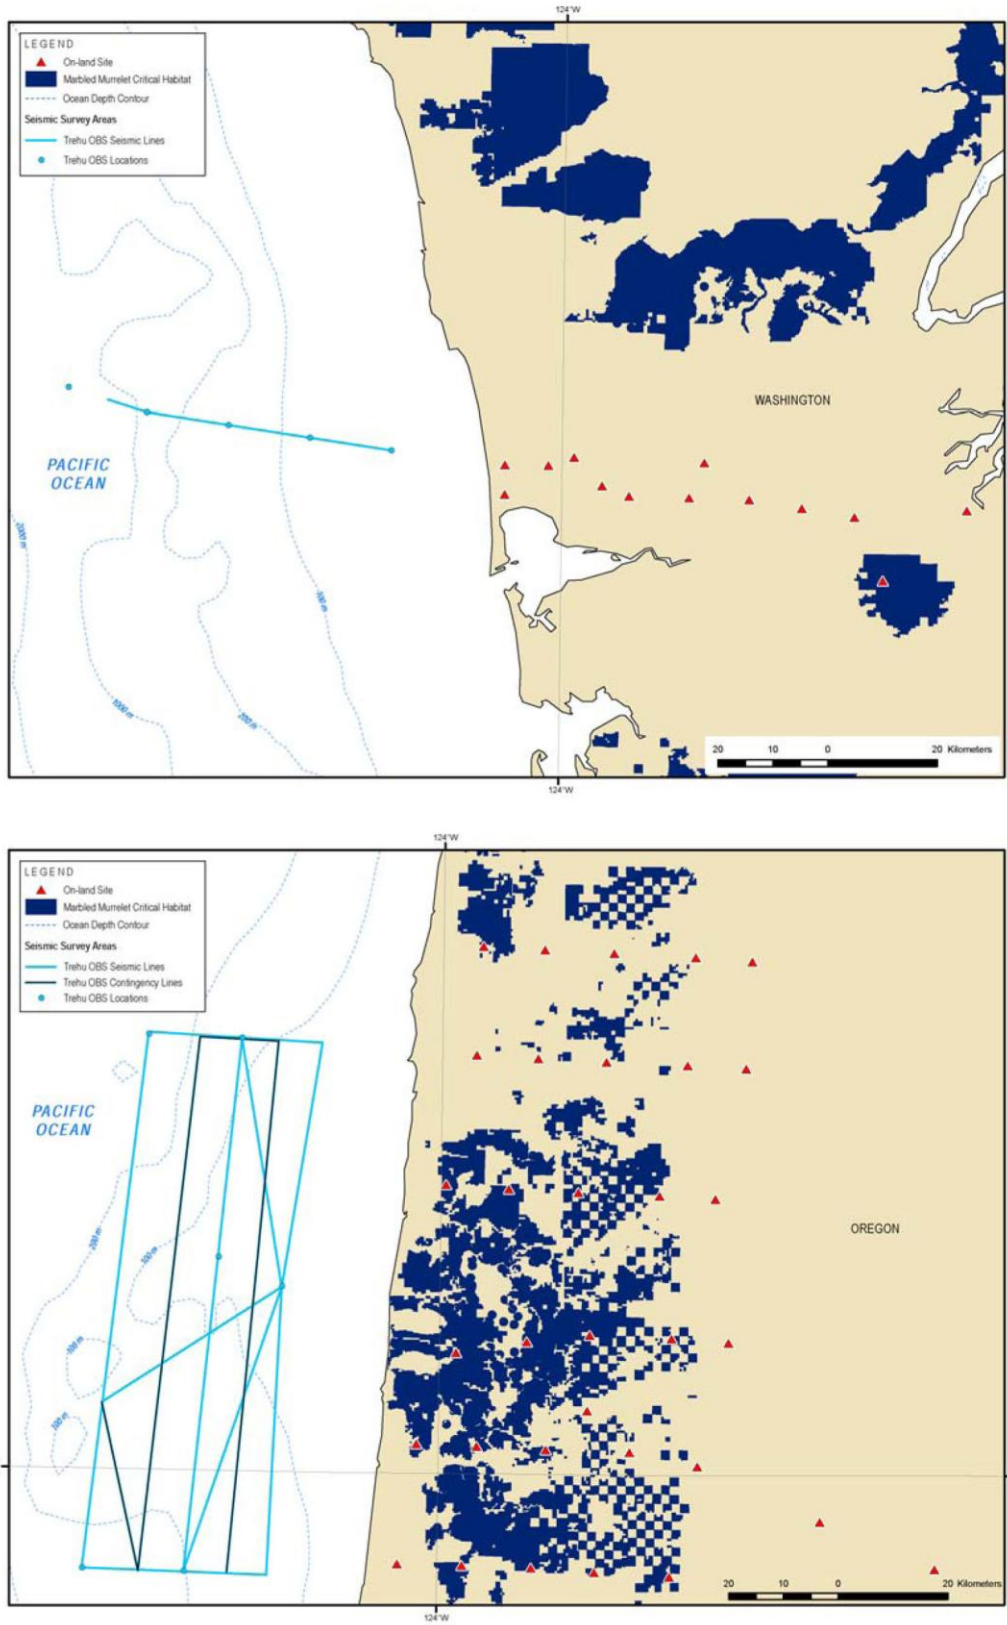 124°W
LEGEND
On-land Site
Marbled Murrelet Critical Habitat
Ocean Depth Contour
Seismic Survey Areas
Trehu OBS Seismic Lines
Trehu OBS Locations
WASHINGTON
PACIFIC
OCEAN
2000 m
100 m
1000 m
200 m
20 10 0 20 Kilometers
124°W
124°W
LEGEND
On-land Site
Marbled Murrelet Critical Habitat
Ocean Depth Contour
Seismic Survey Areas
Trehu OBS Seismic Lines
Trehu OBS Contingency Lines
Trehu OBS Locations
PACIFIC
OCEAN
OREGON
200 m
100 m
100 m
100 m
20 10 0 20 Kilometers
124°W